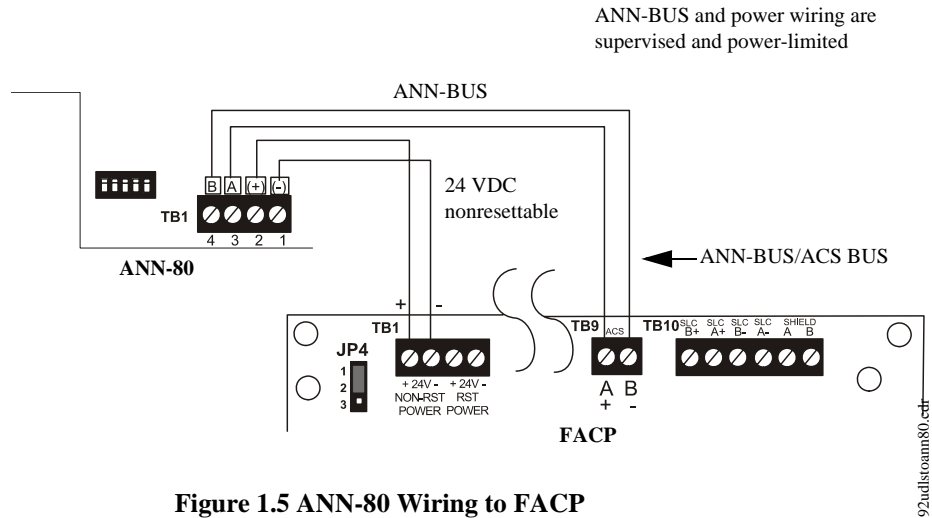 ANN-BUS and power wiring are
supervised and power-limited
ANN-BUS
B A (+) (-)
TB1
4 3 2 1
ANN-80
24 VDC
nonresettable
ANN-BUS/ACS BUS
+ -
TB1
TB9
ACS
TB10
SLC SLC SLC SLC SHIELD
B+ A+ B- A- A B
JP4
1
2
3
+ 24V - + 24V -
NON-RST RST
POWER POWER
A B
+ -
FACP
92udlstoann80.cdr
Figure 1.5 ANN-80 Wiring to FACP